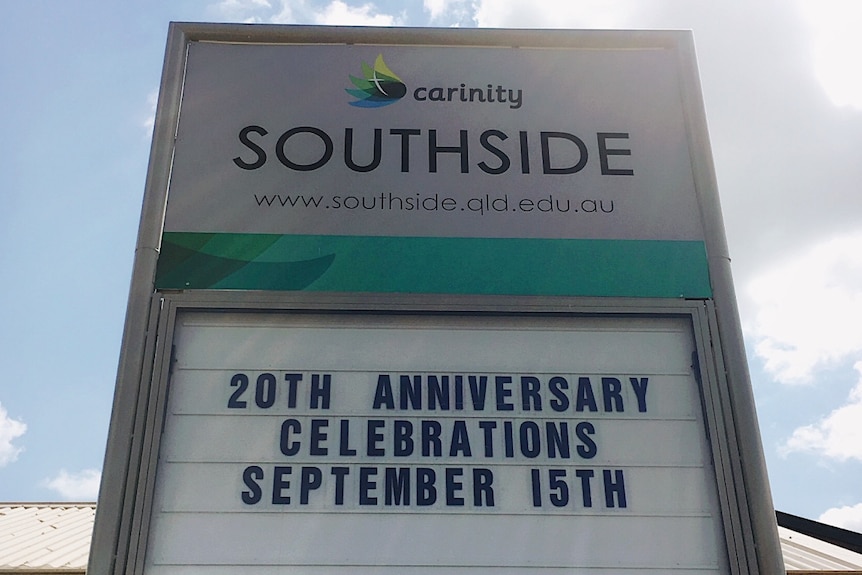 carinity
SOUTHSIDE
www.southside.qld.edu.au
20TH ANNIVERSARY
CELEBRATIONS
SEPTEMBER 15TH